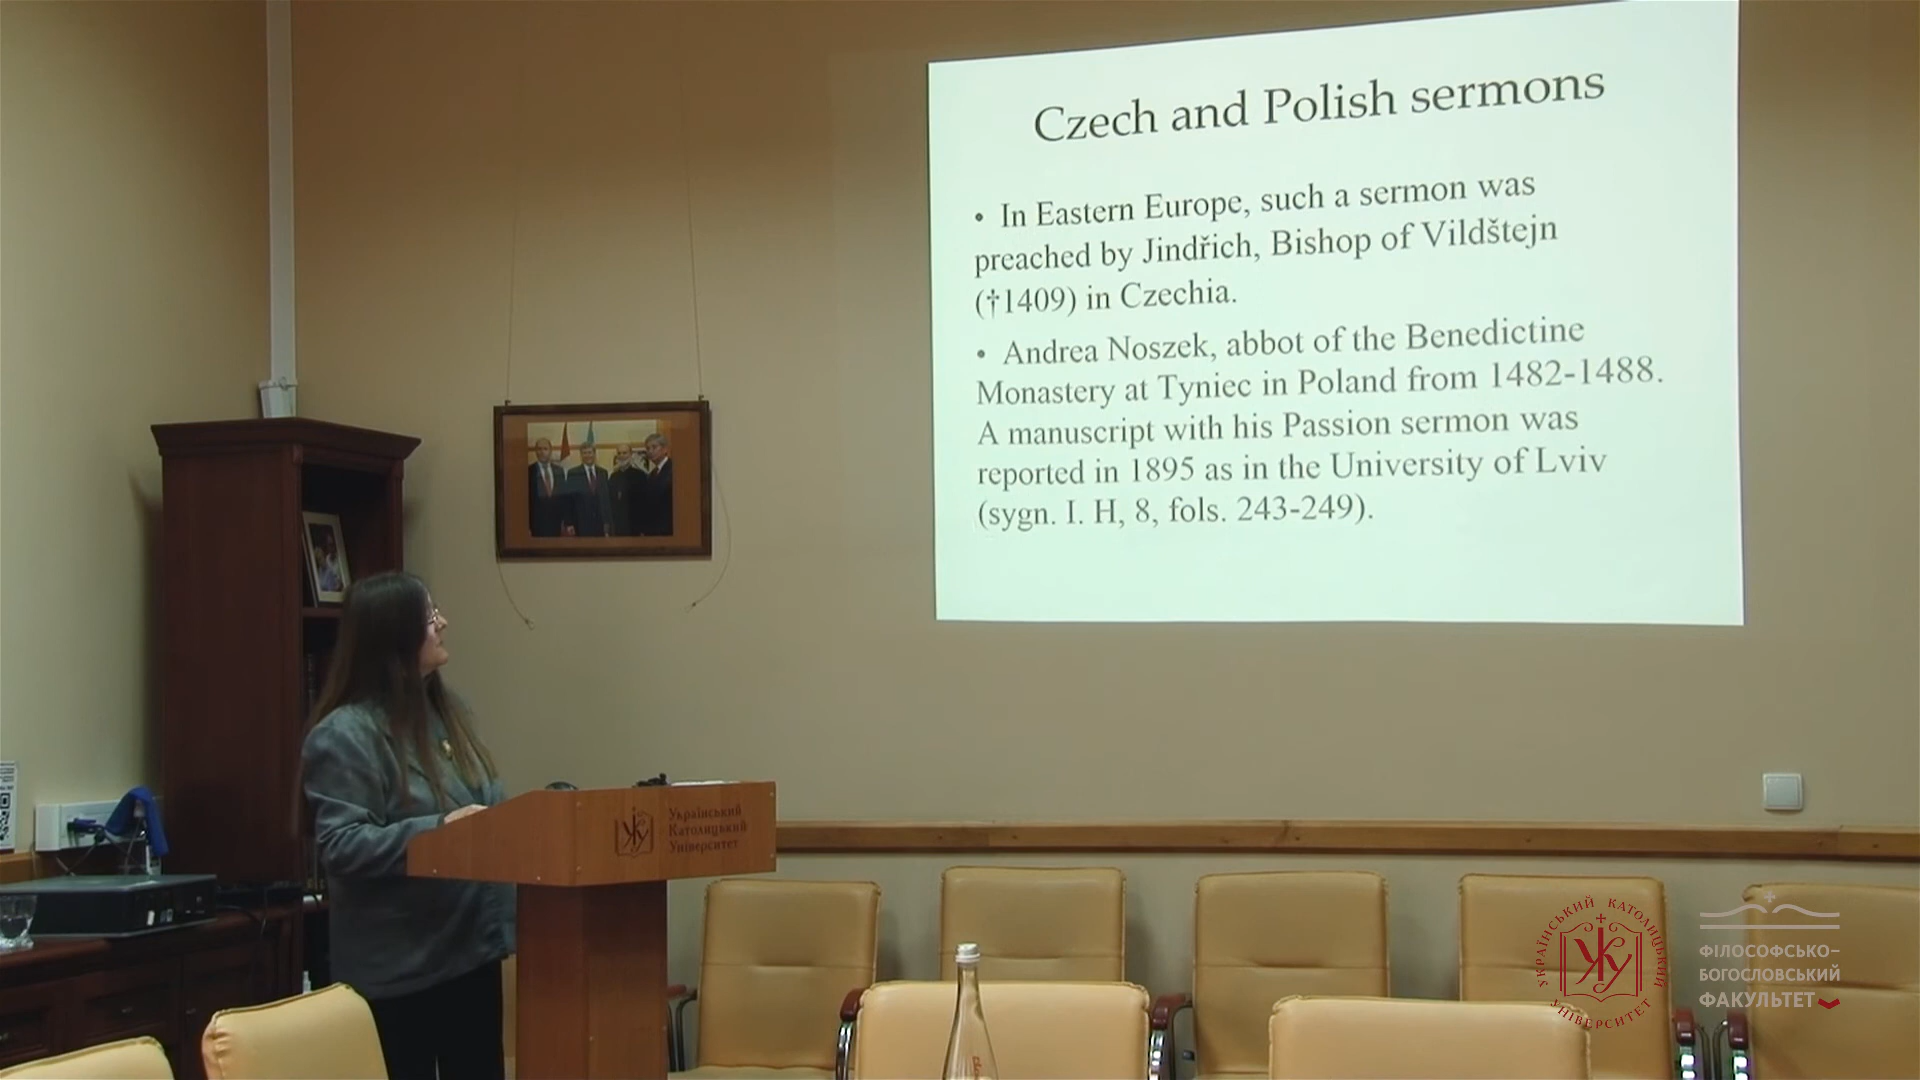 Czech and Polish sermons
• In Eastern Europe, such a sermon was
preached by Jindřich, Bishop of Vildštejn
(†1409) in Czechia.
• Andrea Noszek, abbot of the Benedictine
Monastery at Tyniec in Poland from 1482-1488.
A manuscript with his Passion sermon was
reported in 1895 as in the University of Lviv
(sygn. I. H, 8, fols. 243-249).
Український
Католицький
Університет
УКРАЇНСЬКИЙ КАТОЛИЦЬКИЙ УНІВЕРСИТЕТ
ФІЛОСОФСЬКО-
БОГОСЛОВСЬКИЙ
ФАКУЛЬТЕТ